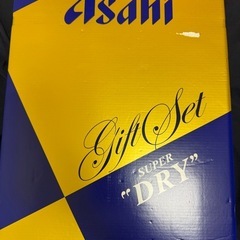 Asahi
Gift Set
SUPER
"DRY"